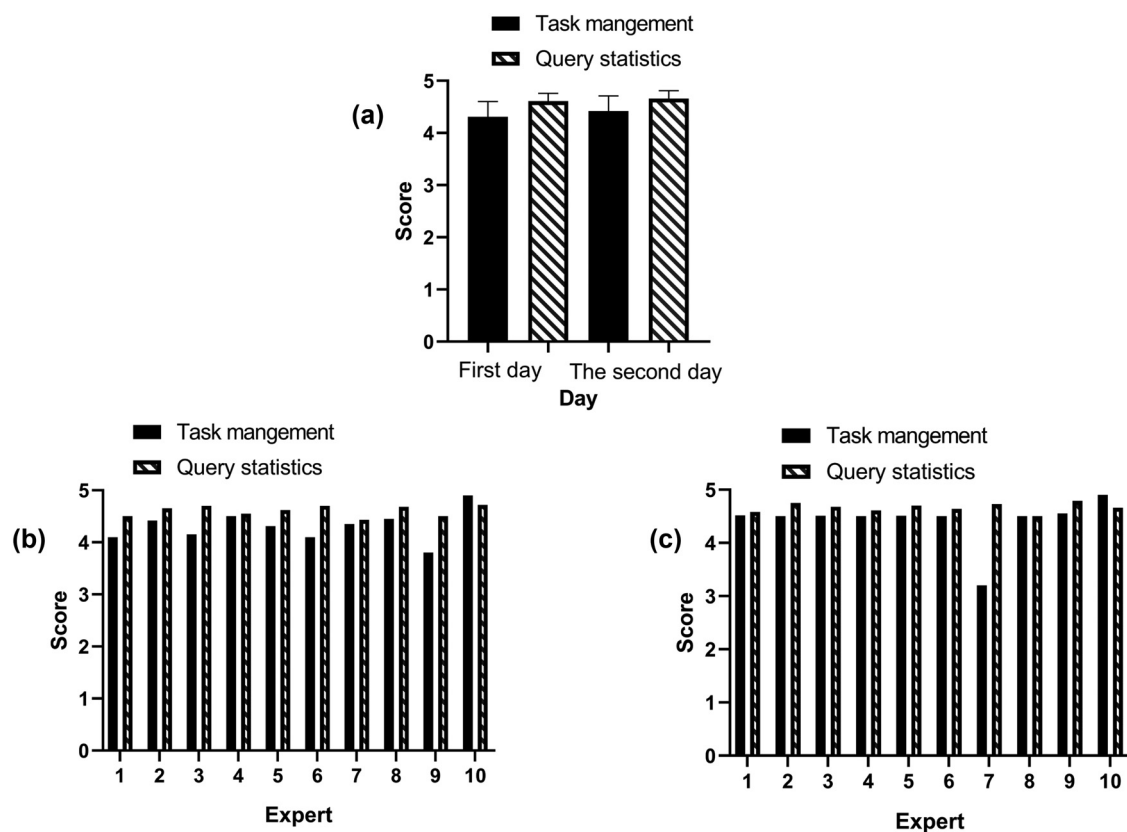 Task mangement
Query statistics
(a)
5
4
3
2
1
0
Score
First day The second day
Day
Task mangement
Query statistics
(b)
5
4
3
2
1
0
Score
1 2 3 4 5 6 7 8 9 10
Expert
Task mangement
Query statistics
(c)
5
4
3
2
1
0
Score
1 2 3 4 5 6 7 8 9 10
Expert